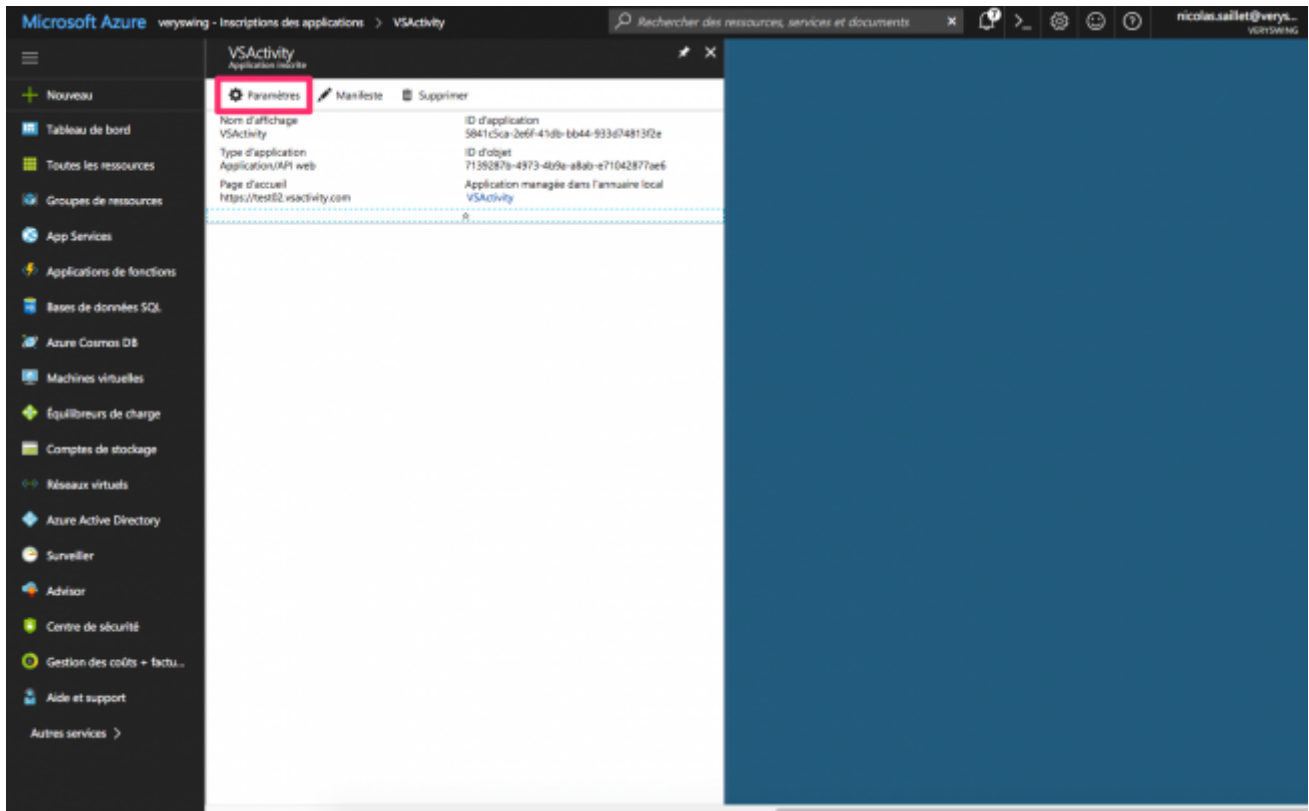 Microsoft Azure veryswing - Inscriptions des applications > VSActivity
Rechercher des ressources, services et documents
nicolas.saillet@verys...
VERYSWING
VSActivity
Application inscrite
Paramètres Manifeste Supprimer
Nom d'affichage
VSActivity
ID d'application
5841c5ca-2e6f-41db-bb44-933d74813f2e
Type d'application
Application/API web
ID d'objet
7139287b-4973-4b9a-a8ab-e71042877ae6
Page d'accueil
https://test02.vsactivity.com
Application managée dans l'annuaire local
VSActivity
Nouveau
Tableau de bord
Toutes les ressources
Groupes de ressources
App Services
Applications de fonctions
Bases de données SQL
Azure Cosmos DB
Machines virtuelles
Équilibreurs de charge
Comptes de stockage
Réseaux virtuels
Azure Active Directory
Surveiller
Advisor
Centre de sécurité
Gestion des coûts + factu...
Aide et support
Autres services >